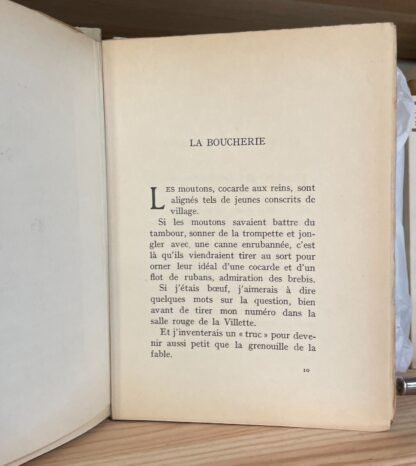 LA BOUCHERIE
LES moutons, cocarde aux reins, sont
alignés tels de jeunes conscrits de
village.
Si les moutons savaient battre du
tambour, sonner de la trompette et jon-
gler avec une canne enrubannée, c'est
là qu'ils viendraient tirer au sort pour
orner leur idéal d'une cocarde et d'un
flot de rubans, admiration des brebis.
Si j'étais bœuf, j'aimerais à dire
quelques mots sur la question, bien
avant de tirer mon numéro dans la
salle rouge de la Villette.
Et j'inventerais un « truc » pour deve-
nir aussi petit que la grenouille de la
fable.
10